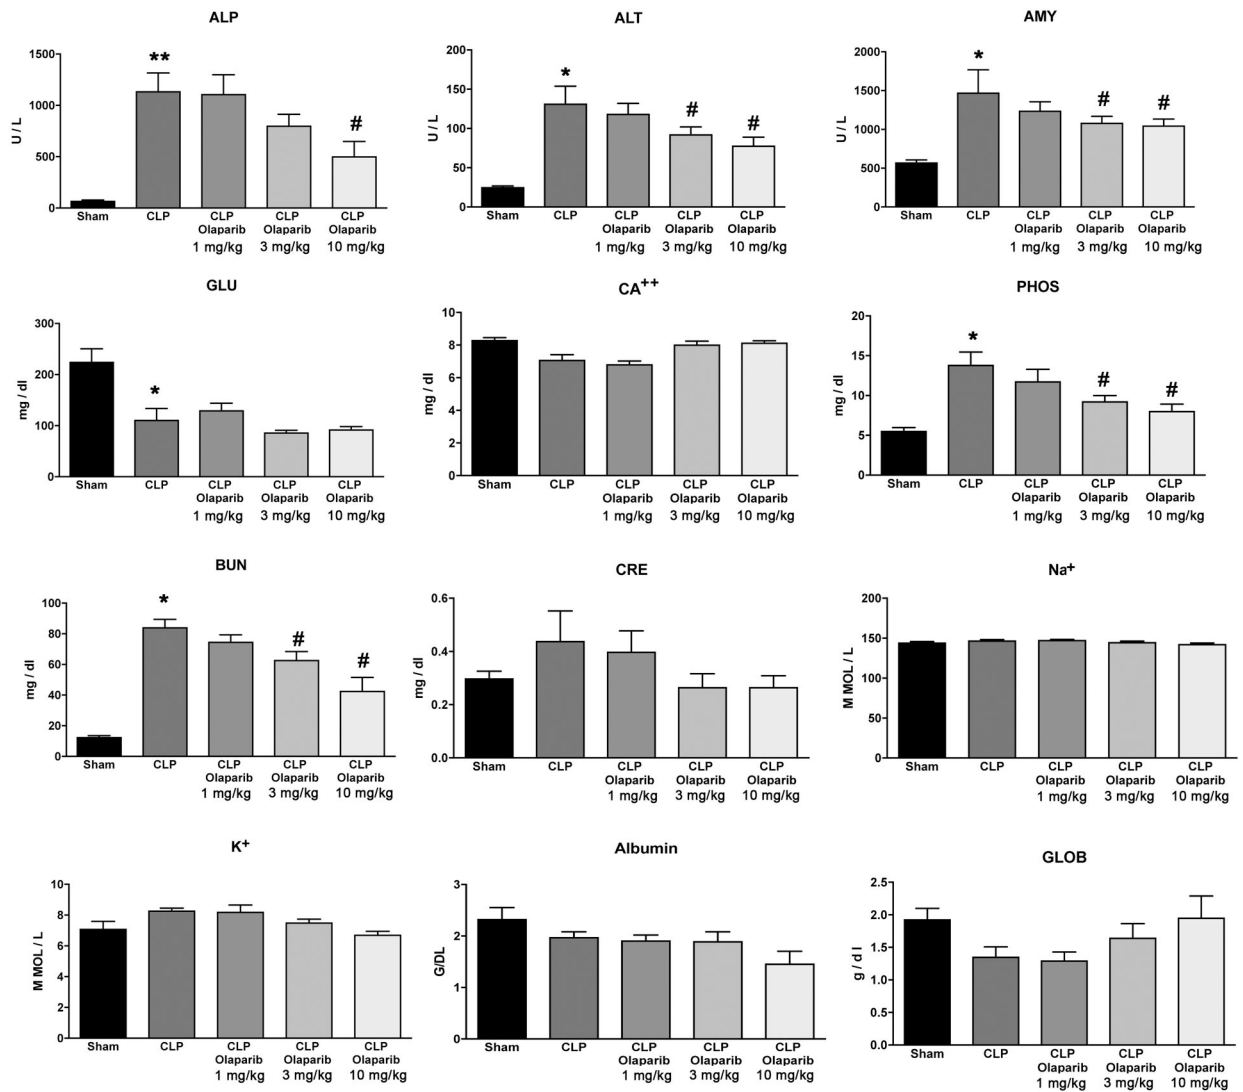 ALP
U / L
1500
1000
500
0
**
#
Sham
CLP
CLP
Olaparib
1 mg/kg
CLP
Olaparib
3 mg/kg
CLP
Olaparib
10 mg/kg
ALT
U / L
200
150
100
50
0
*
#
#
Sham
CLP
CLP
Olaparib
1 mg/kg
CLP
Olaparib
3 mg/kg
CLP
Olaparib
10 mg/kg
AMY
U / L
2000
1500
1000
500
0
*
#
#
Sham
CLP
CLP
Olaparib
1 mg/kg
CLP
Olaparib
3 mg/kg
CLP
Olaparib
10 mg/kg
GLU
mg / dl
300
200
100
0
*
Sham
CLP
CLP
Olaparib
1 mg/kg
CLP
Olaparib
3 mg/kg
CLP
Olaparib
10 mg/kg
CA++
mg / dl
10
8
6
4
2
0
Sham
CLP
CLP
Olaparib
1 mg/kg
CLP
Olaparib
3 mg/kg
CLP
Olaparib
10 mg/kg
PHOS
mg / dl
20
15
10
5
0
*
#
#
Sham
CLP
CLP
Olaparib
1 mg/kg
CLP
Olaparib
3 mg/kg
CLP
Olaparib
10 mg/kg
BUN
mg / dl
100
80
60
40
20
0
*
#
#
Sham
CLP
CLP
Olaparib
1 mg/kg
CLP
Olaparib
3 mg/kg
CLP
Olaparib
10 mg/kg
CRE
mg / dl
0.6
0.4
0.2
0.0
Sham
CLP
CLP
Olaparib
1 mg/kg
CLP
Olaparib
3 mg/kg
CLP
Olaparib
10 mg/kg
Na+
M MOL / L
200
150
100
50
0
Sham
CLP
CLP
Olaparib
1 mg/kg
CLP
Olaparib
3 mg/kg
CLP
Olaparib
10 mg/kg
K+
M MOL / L
10
8
6
4
2
0
Sham
CLP
CLP
Olaparib
1 mg/kg
CLP
Olaparib
3 mg/kg
CLP
Olaparib
10 mg/kg
Albumin
G/DL
3
2
1
0
Sham
CLP
CLP
Olaparib
1 mg/kg
CLP
Olaparib
3 mg/kg
CLP
Olaparib
10 mg/kg
GLOB
g / d l
2.5
2.0
1.5
1.0
0.5
0.0
Sham
CLP
CLP
Olaparib
1 mg/kg
CLP
Olaparib
3 mg/kg
CLP
Olaparib
10 mg/kg